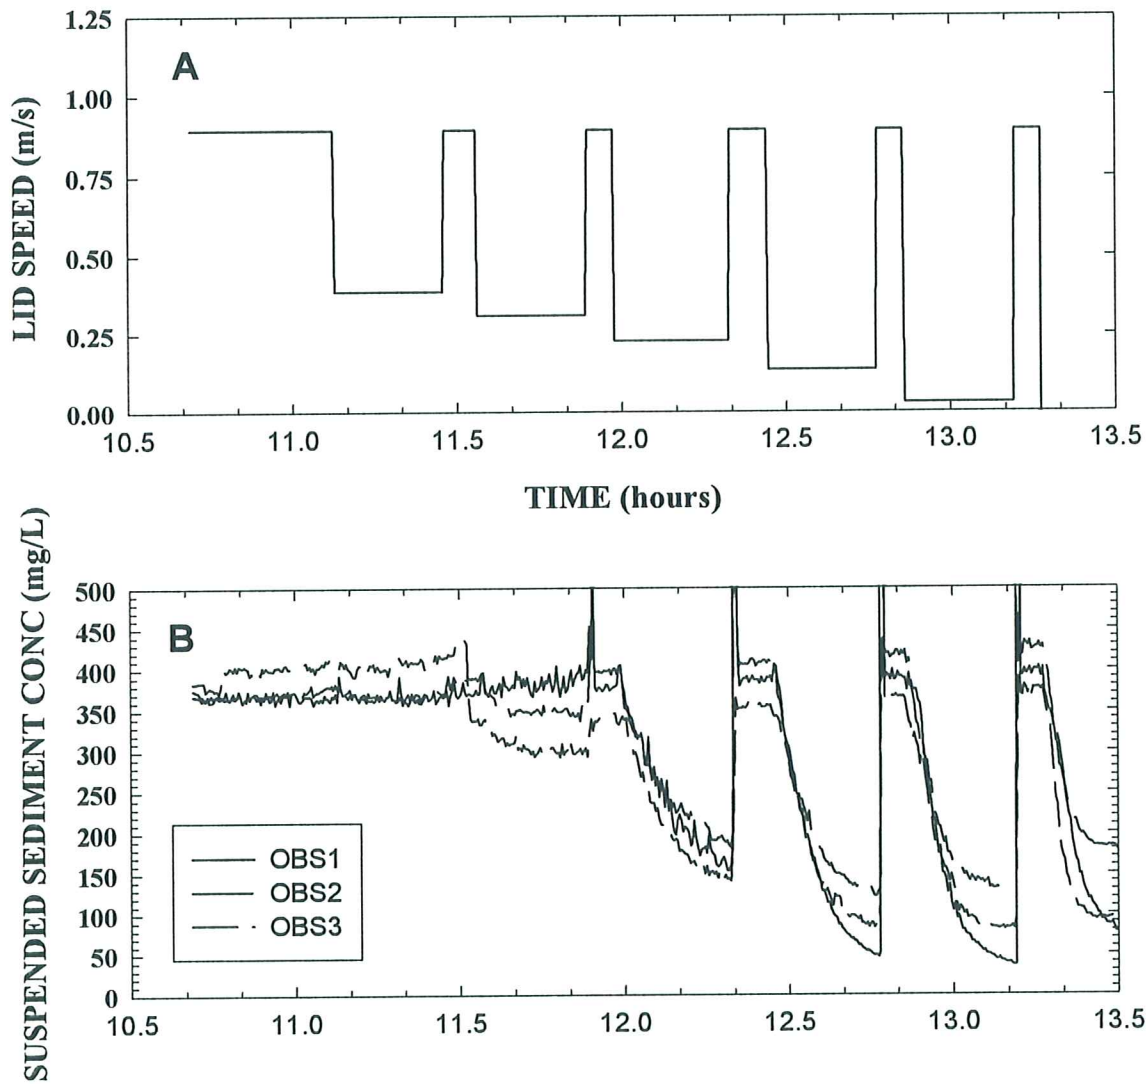 A
LID SPEED (m/s)
1.25
1.00
0.75
0.50
0.25
0.00
10.5 11.0 11.5 12.0 12.5 13.0 13.5
TIME (hours)
B
SUSPENDED SEDIMENT CONC (mg/L)
500
450
400
350
300
250
200
150
100
50
0
OBS1
OBS2
OBS3
10.5 11.0 11.5 12.0 12.5 13.0 13.5